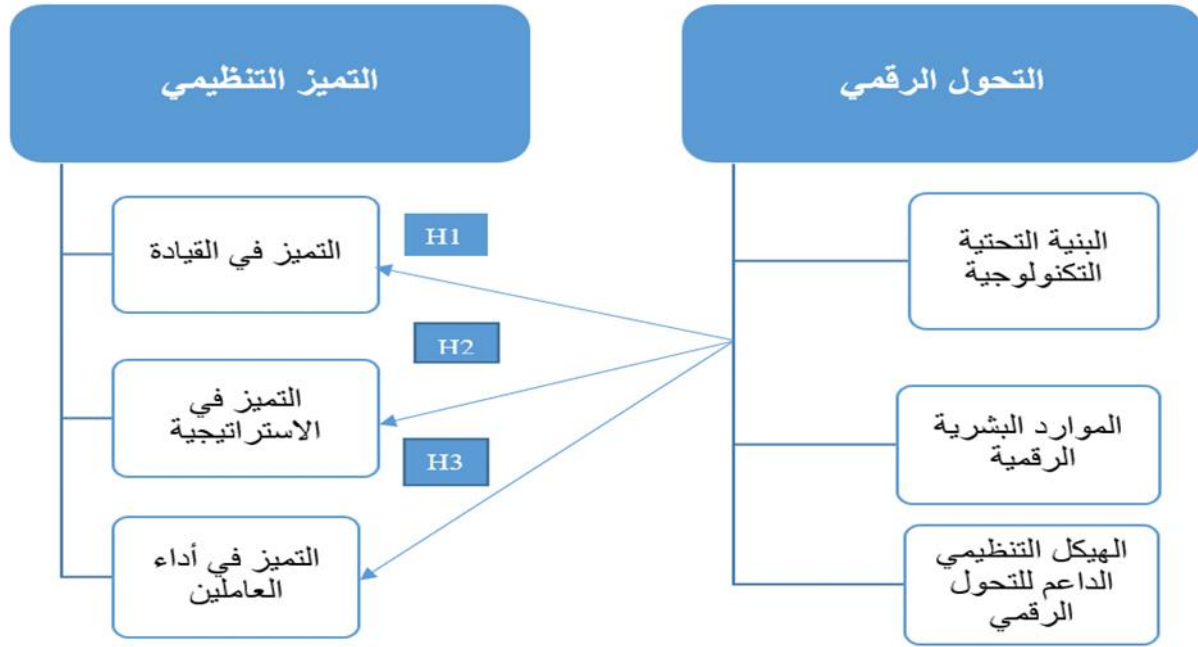 التحول الرقمي
البنية التحتية
التكنولوجية
الموارد البشرية
الرقمية
الهيكل التنظيمي
الداعم للتحول
الرقمي
التميز التنظيمي
التميز في القيادة
التميز في
الاستراتيجية
التميز في أداء
العاملين
H1
H2
H3